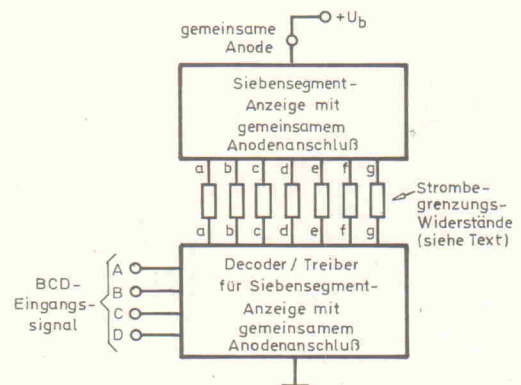 +Ub
gemeinsame
Anode
Siebensegment-
Anzeige mit
gemeinsamem
Anodenanschluß
a b c d e f g
Strombe-
grenzungs-
Widerstände
(siehe Text)
a b c d e f g
BCD-
Eingangs-
signal
A
B
C
D
Decoder / Treiber
für Siebensegment-
Anzeige mit
gemeinsamem
Anodenanschluß